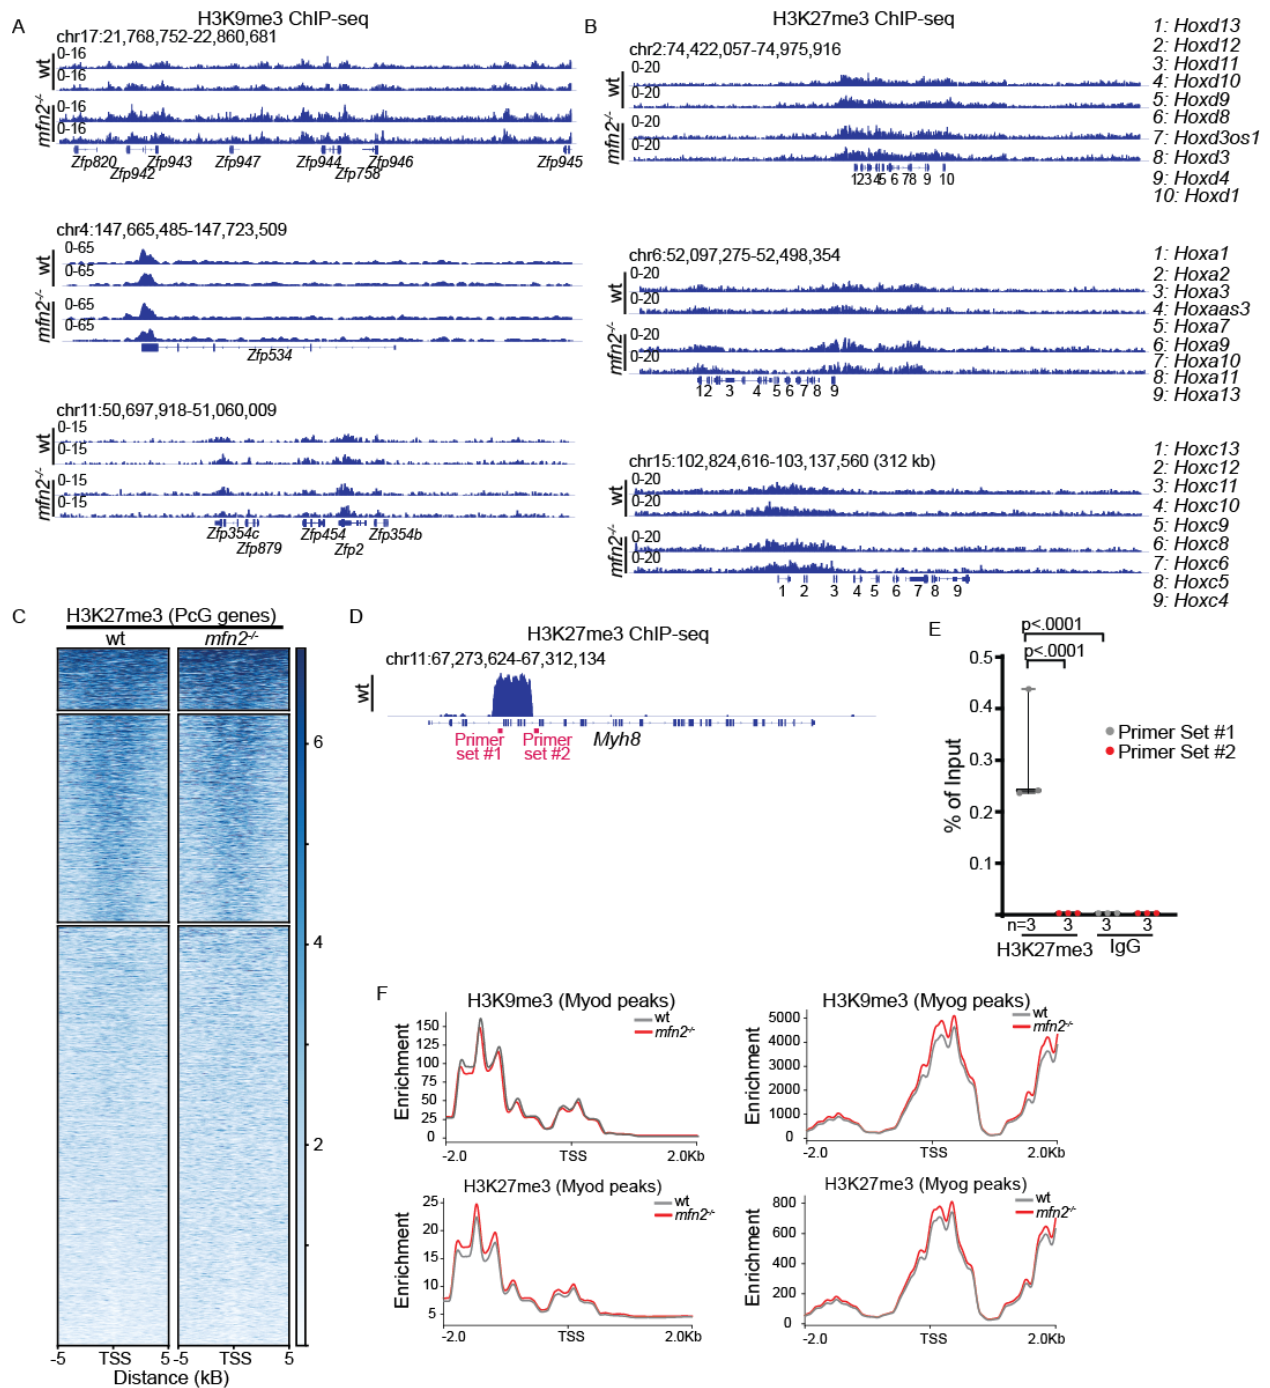 A
H3K9me3 ChIP-seq
chr17:21,768,752-22,860,681
wt
0-16
0-16
mfn2-/-
0-16
0-16
Zfp820
Zfp942
Zfp943
Zfp947
Zfp944
Zfp758
Zfp946
Zfp945
chr4:147,665,485-147,723,509
wt
0-65
0-65
mfn2-/-
0-65
0-65
Zfp534
chr11:50,697,918-51,060,009
wt
0-15
0-15
mfn2-/-
0-15
0-15
Zfp354c
Zfp879
Zfp454
Zfp2
Zfp354b
B
H3K27me3 ChIP-seq
chr2:74,422,057-74,975,916
wt
0-20
0-20
mfn2-/-
0-20
0-20
1 2 3 4 5 6 7 8 9 10
1: Hoxd13
2: Hoxd12
3: Hoxd11
4: Hoxd10
5: Hoxd9
6: Hoxd8
7: Hoxd3os1
8: Hoxd3
9: Hoxd4
10: Hoxd1
chr6:52,097,275-52,498,354
wt
0-20
0-20
mfn2-/-
0-20
0-20
1 2 3 4 5 6 7 8 9
1: Hoxa1
2: Hoxa2
3: Hoxa3
4: Hoxaas3
5: Hoxa7
6: Hoxa9
7: Hoxa10
8: Hoxa11
9: Hoxa13
chr15:102,824,616-103,137,560 (312 kb)
wt
0-20
0-20
mfn2-/-
0-20
0-20
1 2 3 4 5 6 7 8 9
1: Hoxc13
2: Hoxc12
3: Hoxc11
4: Hoxc10
5: Hoxc9
6: Hoxc8
7: Hoxc6
8: Hoxc5
9: Hoxc4
C
H3K27me3 (PcG genes)
wt
mfn2-/-
6
4
2
-5 TSS 5
-5 TSS 5
Distance (kB)
D
H3K27me3 ChIP-seq
chr11:67,273,624-67,312,134
wt
Primer set #1
Primer set #2
Myh8
E
p<.0001
p<.0001
% of Input
0.5
0.4
0.3
0.2
0.1
Primer Set #1
Primer Set #2
n=3 3 3 3
H3K27me3
IgG
F
H3K9me3 (Myod peaks)
wt
mfn2-/-
Enrichment
150
125
100
75
50
25
0
-2.0 TSS 2.0Kb
H3K9me3 (Myog peaks)
wt
mfn2-/-
Enrichment
5000
4000
3000
2000
1000
0
-2.0 TSS 2.0Kb
H3K27me3 (Myod peaks)
wt
mfn2-/-
Enrichment
25
20
15
10
5
-2.0 TSS 2.0Kb
H3K27me3 (Myog peaks)
wt
mfn2-/-
Enrichment
800
600
400
200
0
-2.0 TSS 2.0Kb